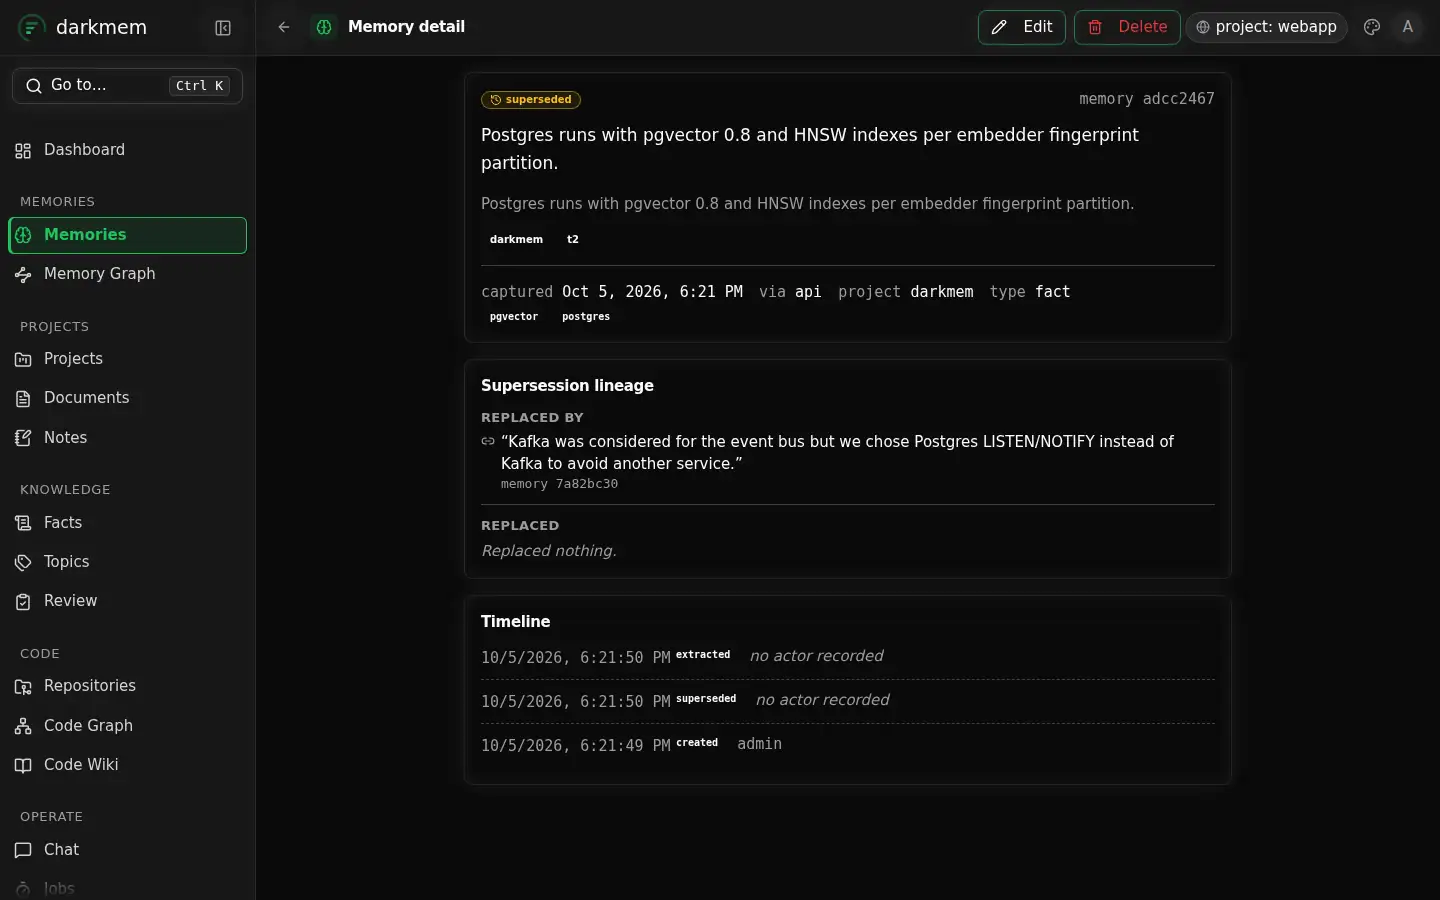 darkmem
Go to...
Ctrl K
Dashboard
MEMORIES
Memories
Memory Graph
PROJECTS
Projects
Documents
Notes
KNOWLEDGE
Facts
Topics
Review
CODE
Repositories
Code Graph
Code Wiki
OPERATE
Chat
Jobs
Memory detail
Edit
Delete
project: webapp
A
superseded
memory adcc2467
Postgres runs with pgvector 0.8 and HNSW indexes per embedder fingerprint
partition.
Postgres runs with pgvector 0.8 and HNSW indexes per embedder fingerprint partition.
darkmem t2
captured Oct 5, 2026, 6:21 PM via api project darkmem type fact
pgvector postgres
Supersession lineage
REPLACED BY
“Kafka was considered for the event bus but we chose Postgres LISTEN/NOTIFY instead of
Kafka to avoid another service.”
memory 7a82bc30
REPLACED
Replaced nothing.
Timeline
10/5/2026, 6:21:50 PM extracted no actor recorded
10/5/2026, 6:21:50 PM superseded no actor recorded
10/5/2026, 6:21:49 PM created admin